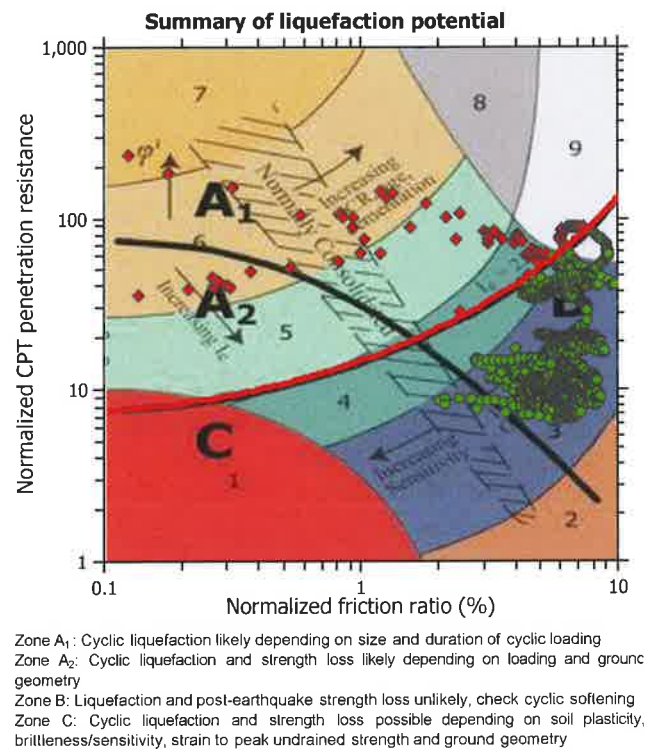 Summary of liquefaction potential
1,000
7
8
9
φ'
Increasing
A1
Normally Consolidated
100
6
A2
Increasing Ic
5
B
Normalized CPT penetration resistance
10
4
3
C
Increasing
Sensitivity
1
2
1
0.1
1
10
Normalized friction ratio (%)
Zone A1: Cyclic liquefaction likely depending on size and duration of cyclic loading
Zone A2: Cyclic liquefaction and strength loss likely depending on loading and ground
geometry
Zone B: Liquefaction and post-earthquake strength loss unlikely, check cyclic softening
Zone C: Cyclic liquefaction and strength loss possible depending on soil plasticity,
brittleness/sensitivity, strain to peak undrained strength and ground geometry